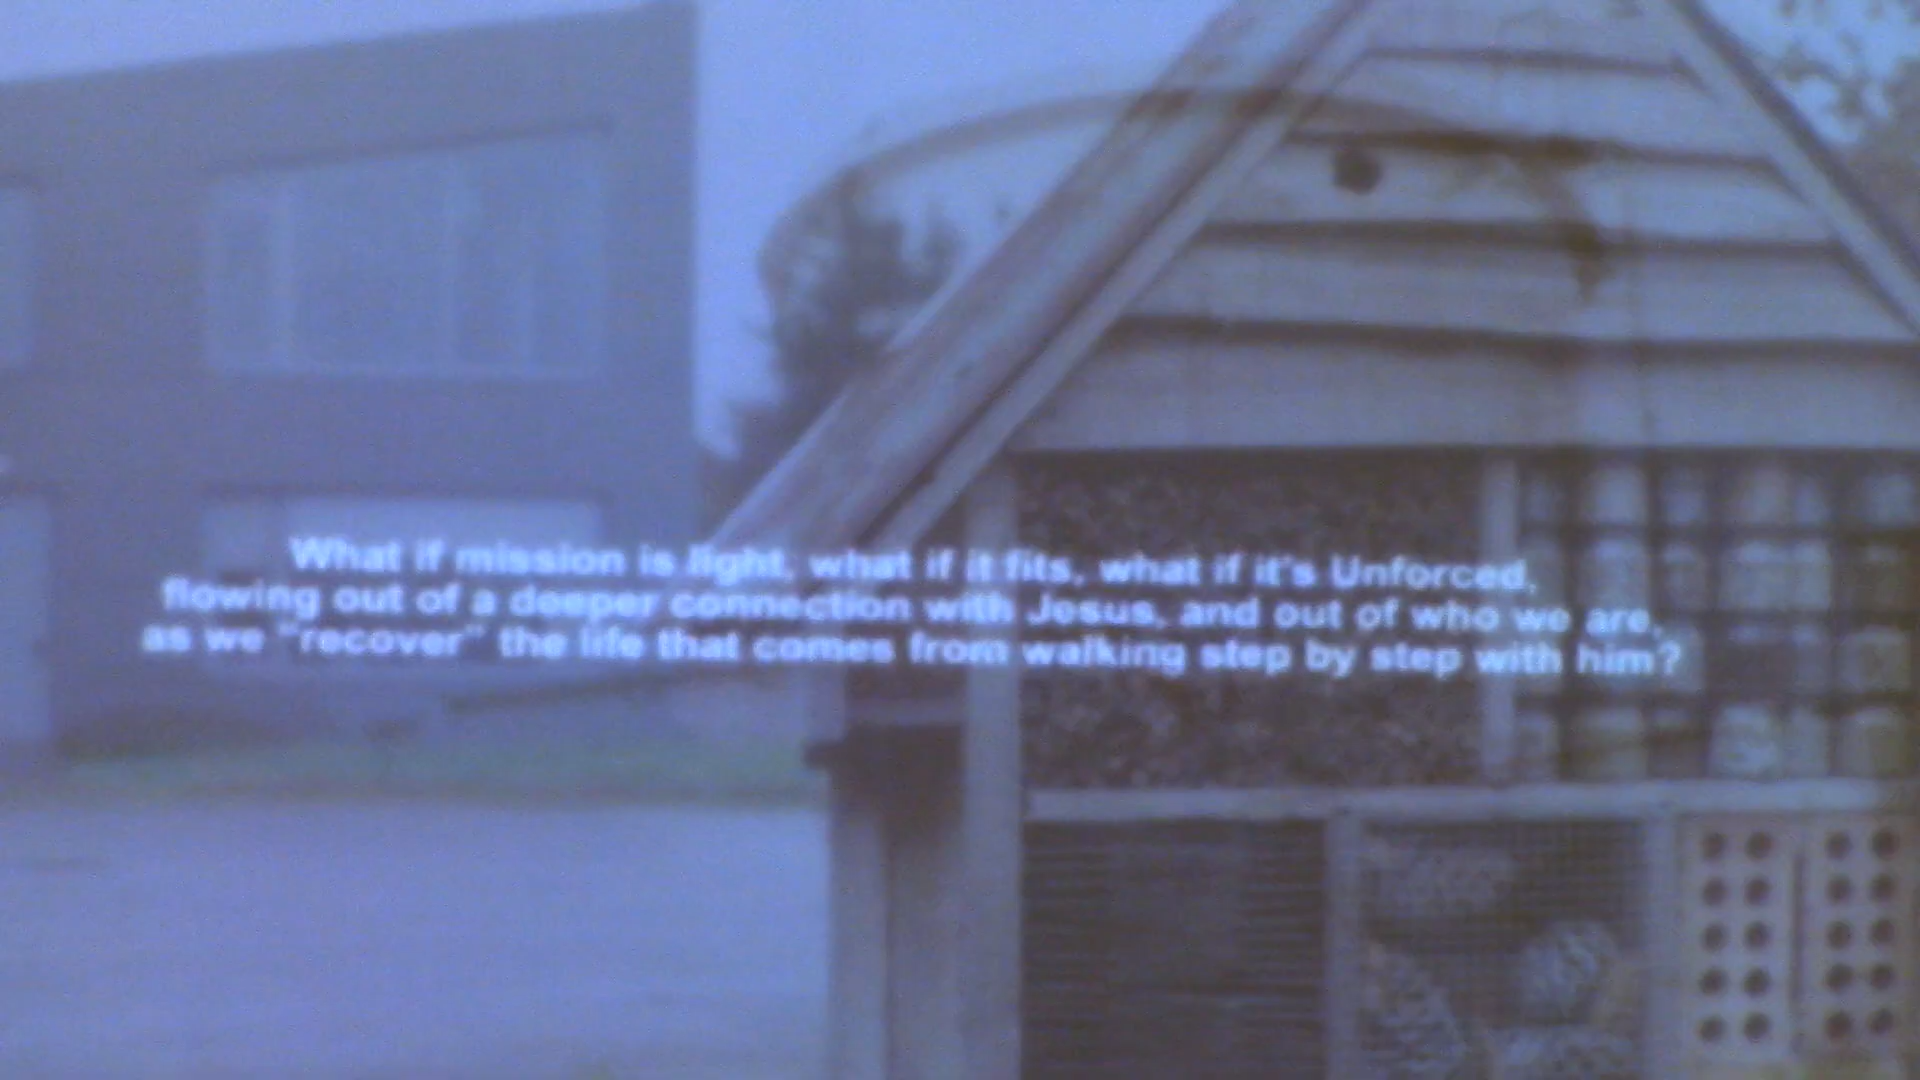 What if mission is light, what if it fits, what if it's Unforced,
flowing out of a deeper connection with Jesus, and out of who we are,
as we "recover" the life that comes from walking step by step with him?